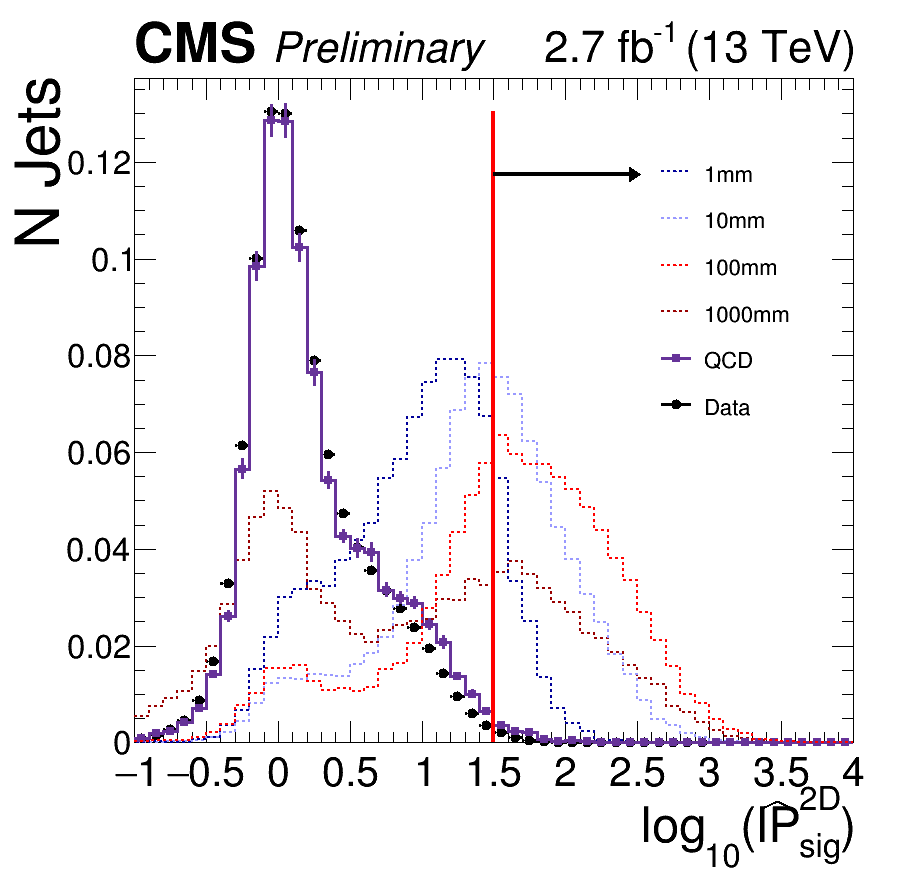 CMS Preliminary 2.7 fb⁻¹ (13 TeV)
N Jets
0.12
0.1
0.08
0.06
0.04
0.02
0
1mm
10mm
100mm
1000mm
QCD
Data
−1 −0.5 0 0.5 1 1.5 2 2.5 3 3.5 4
log₁₀(ÎP²ᴰsig)